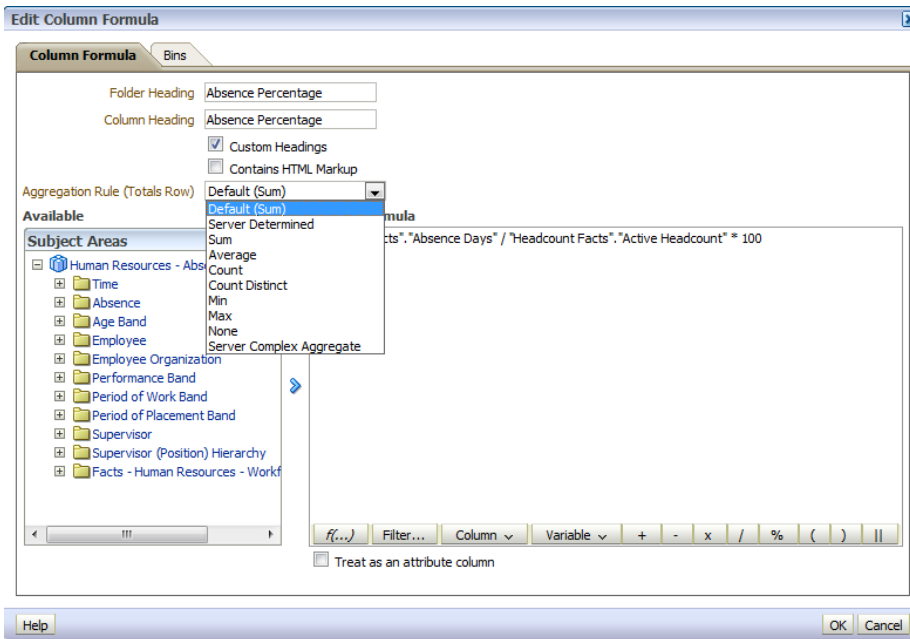 Edit Column Formula
Column Formula Bins
Folder Heading Absence Percentage
Column Heading Absence Percentage
Custom Headings
Contains HTML Markup
Aggregation Rule (Totals Row) Default (Sum)
Default (Sum)
Server Determined
Sum
Average
Count
Count Distinct
Min
Max
None
Server Complex Aggregate
Available
mula
Subject Areas
cts"."Absence Days" / "Headcount Facts"."Active Headcount" * 100
Human Resources - Abs
Time
Absence
Age Band
Employee
Employee Organization
Performance Band
Period of Work Band
Period of Placement Band
Supervisor
Supervisor (Position) Hierarchy
Facts - Human Resources - Workf
f(...) Filter... Column Variable + - x / % ( ) ||
Treat as an attribute column
Help OK Cancel